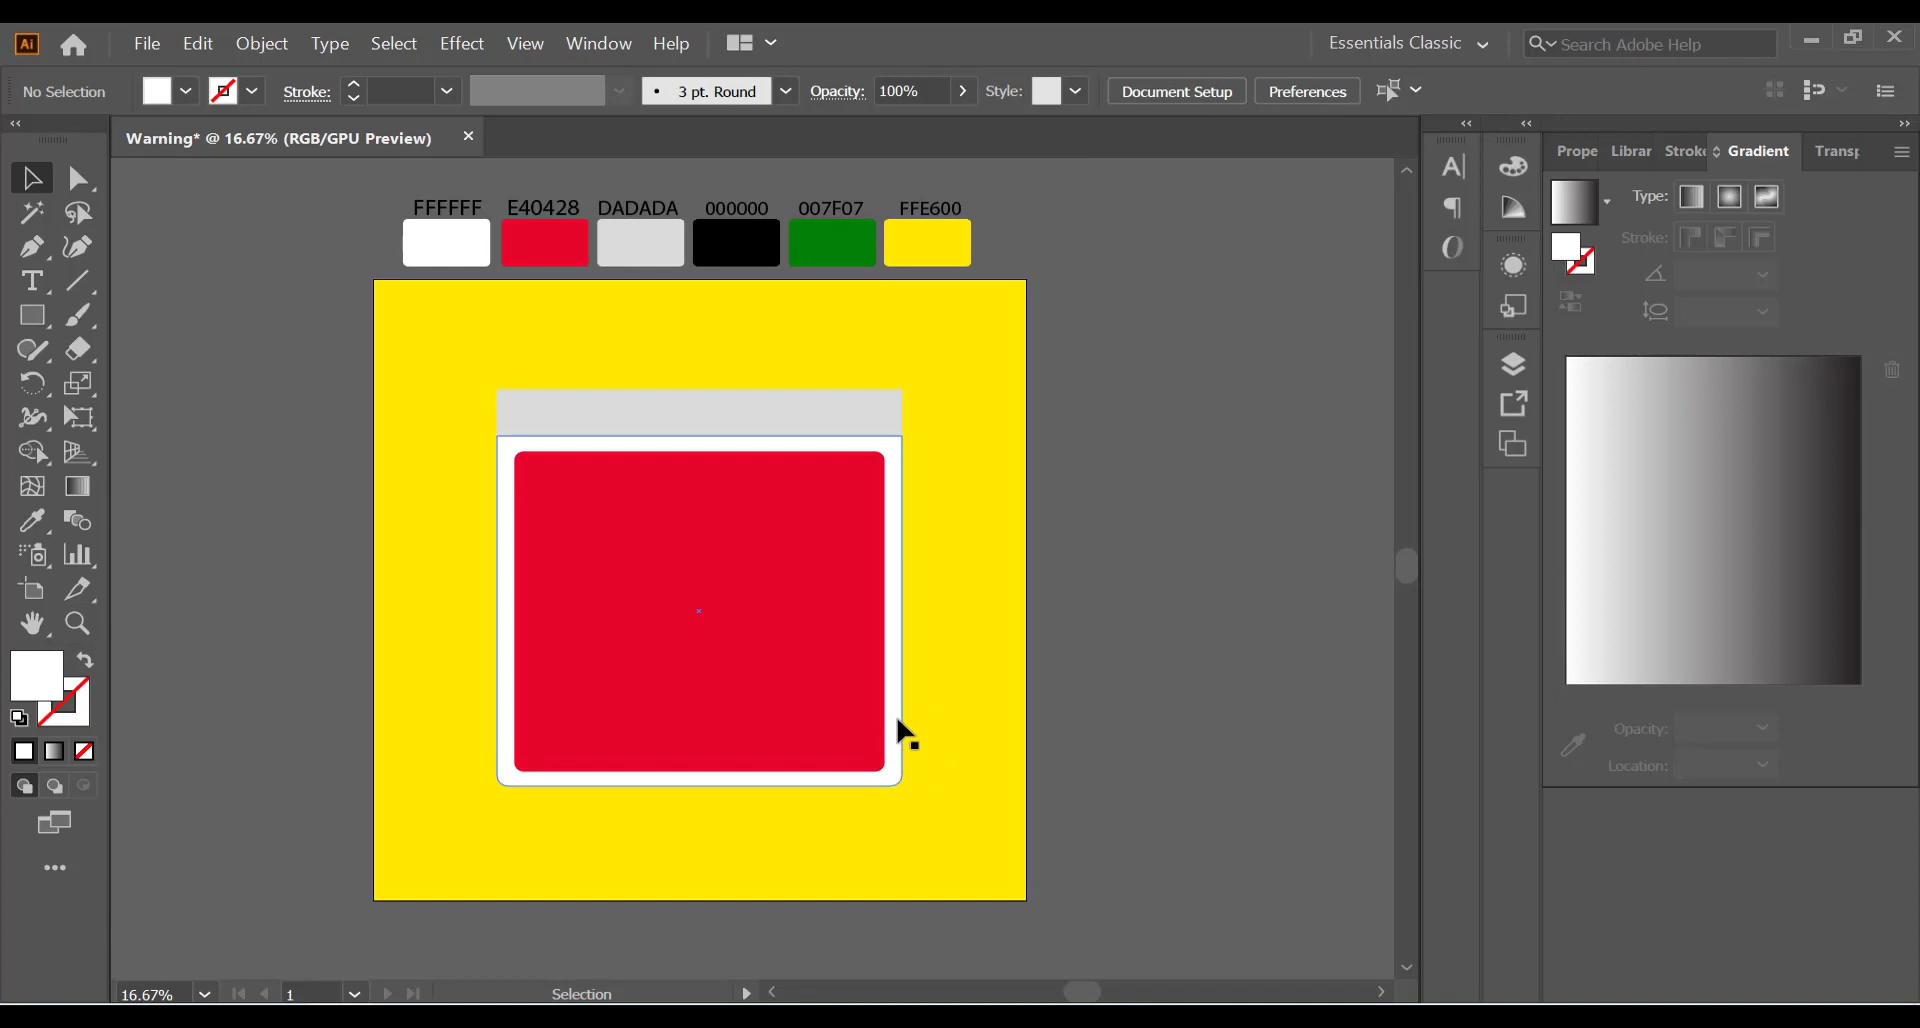 Ai File Edit Object Type Select Effect View Window Help Essentials Classic Search Adobe Help
No Selection Stroke: 3 pt. Round Opacity: 100% Style: Document Setup Preferences
Warning* @ 16.67% (RGB/GPU Preview)
Prope Librar Stroke Gradient Transp
Type:
Stroke:
FFFFFF E40428 DADADA 000000 007F07 FFE600
Opacity:
Location:
16.67% 1 Selection